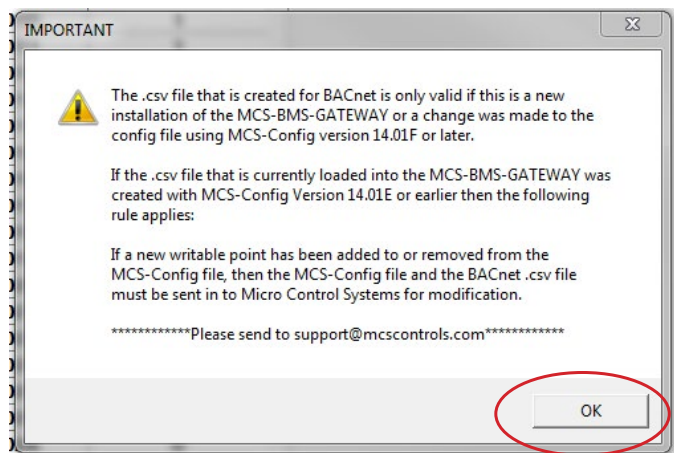 IMPORTANT
The .csv file that is created for BACnet is only valid if this is a new
installation of the MCS-BMS-GATEWAY or a change was made to the
config file using MCS-Config version 14.01F or later.
If the .csv file that is currently loaded into the MCS-BMS-GATEWAY was
created with MCS-Config Version 14.01E or earlier then the following
rule applies:
If a new writable point has been added to or removed from the
MCS-Config file, then the MCS-Config file and the BACnet .csv file
must be sent in to Micro Control Systems for modification.
************Please send to support@mcscontrols.com************
OK